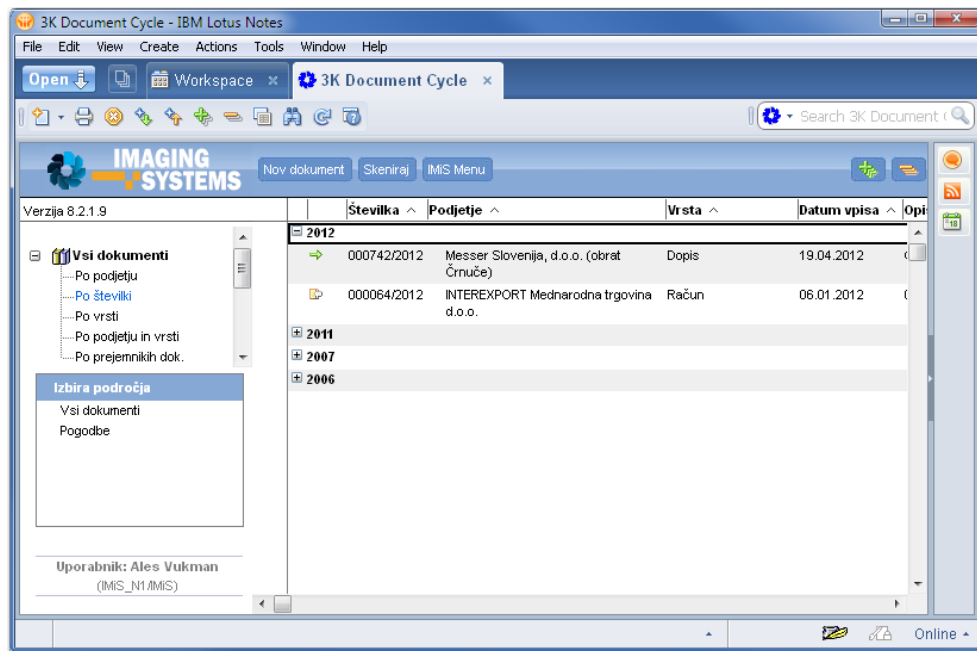 3K Document Cycle - IBM Lotus Notes
File Edit View Create Actions Tools Window Help
Open Workspace 3K Document Cycle
Search 3K Document
IMAGING
SYSTEMS
Nov dokument Skeniraj IMiS Menu
Verzija 8.2.1.9
Številka Podjetje Vrsta Datum vpisa
2012
000742/2012 Messer Slovenija, d.o.o. (obrat
Črnuče) Dopis 19.04.2012
000064/2012 INTEREXPORT Mednarodna trgovina
d.o.o. Račun 06.01.2012
2011
2007
2006
Vsi dokumenti
Po podjetju
Po številki
Po vrsti
Po podjetju in vrsti
Po prejemnikih dok.
Izbira področja
Vsi dokumenti
Pogodbe
Uporabnik: Ales Vukman
(IMiS_N1/IMiS)
18
Online